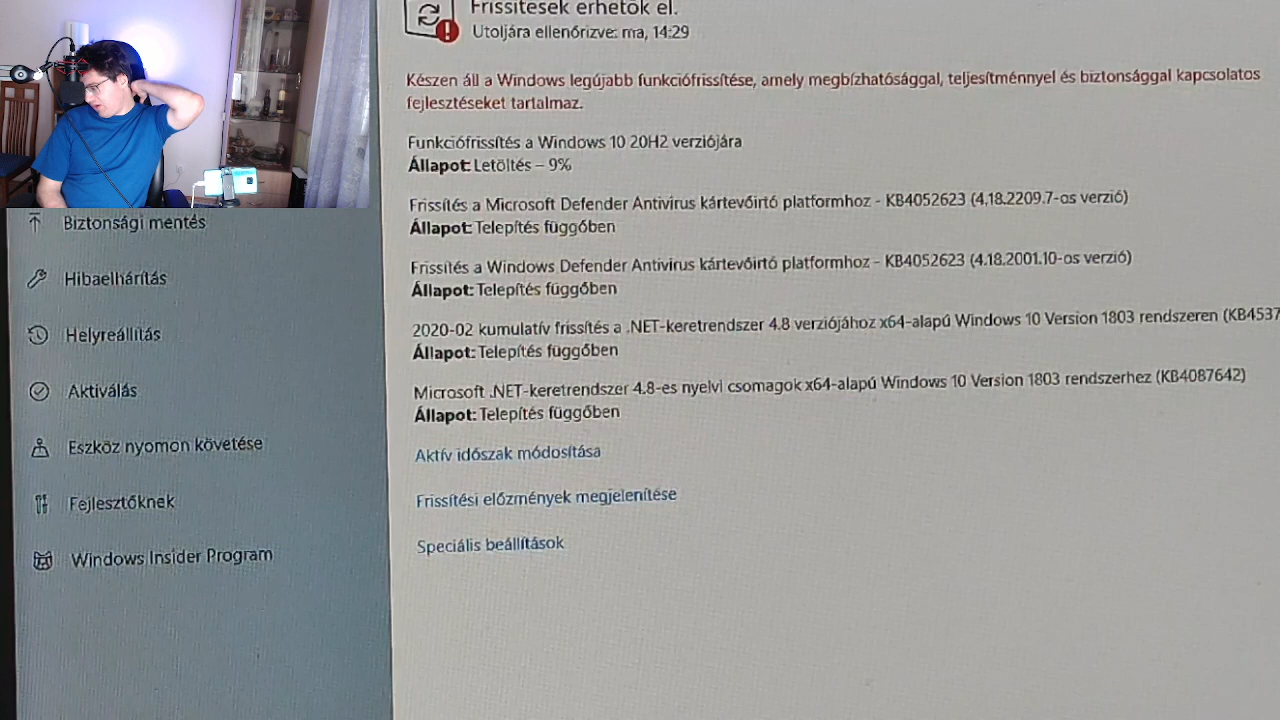 Frissítések érhetők el.
Utoljára ellenőrizve: ma, 14:29
Készen áll a Windows legújabb funkciófrissítése, amely megbízhatósággal, teljesítménnyel és biztonsággal kapcsolatos
fejlesztéseket tartalmaz.
Funkciófrissítés a Windows 10 20H2 verziójára
Állapot: Letöltés – 9%
Frissítés a Microsoft Defender Antivirus kártevőirtó platformhoz - KB4052623 (4.18.2209.7-os verzió)
Állapot: Telepítés függőben
Frissítés a Windows Defender Antivirus kártevőirtó platformhoz - KB4052623 (4.18.2001.10-os verzió)
Állapot: Telepítés függőben
2020-02 kumulatív frissítés a .NET-keretrendszer 4.8 verziójához x64-alapú Windows 10 Version 1803 rendszeren (KB4537
Állapot: Telepítés függőben
Microsoft .NET-keretrendszer 4.8-es nyelvi csomagok x64-alapú Windows 10 Version 1803 rendszerhez (KB4087642)
Állapot: Telepítés függőben
Aktív időszak módosítása
Frissítési előzmények megjelenítése
Speciális beállítások
Biztonsági mentés
Hibaelhárítás
Helyreállítás
Aktiválás
Eszköz nyomon követése
Fejlesztőknek
Windows Insider Program